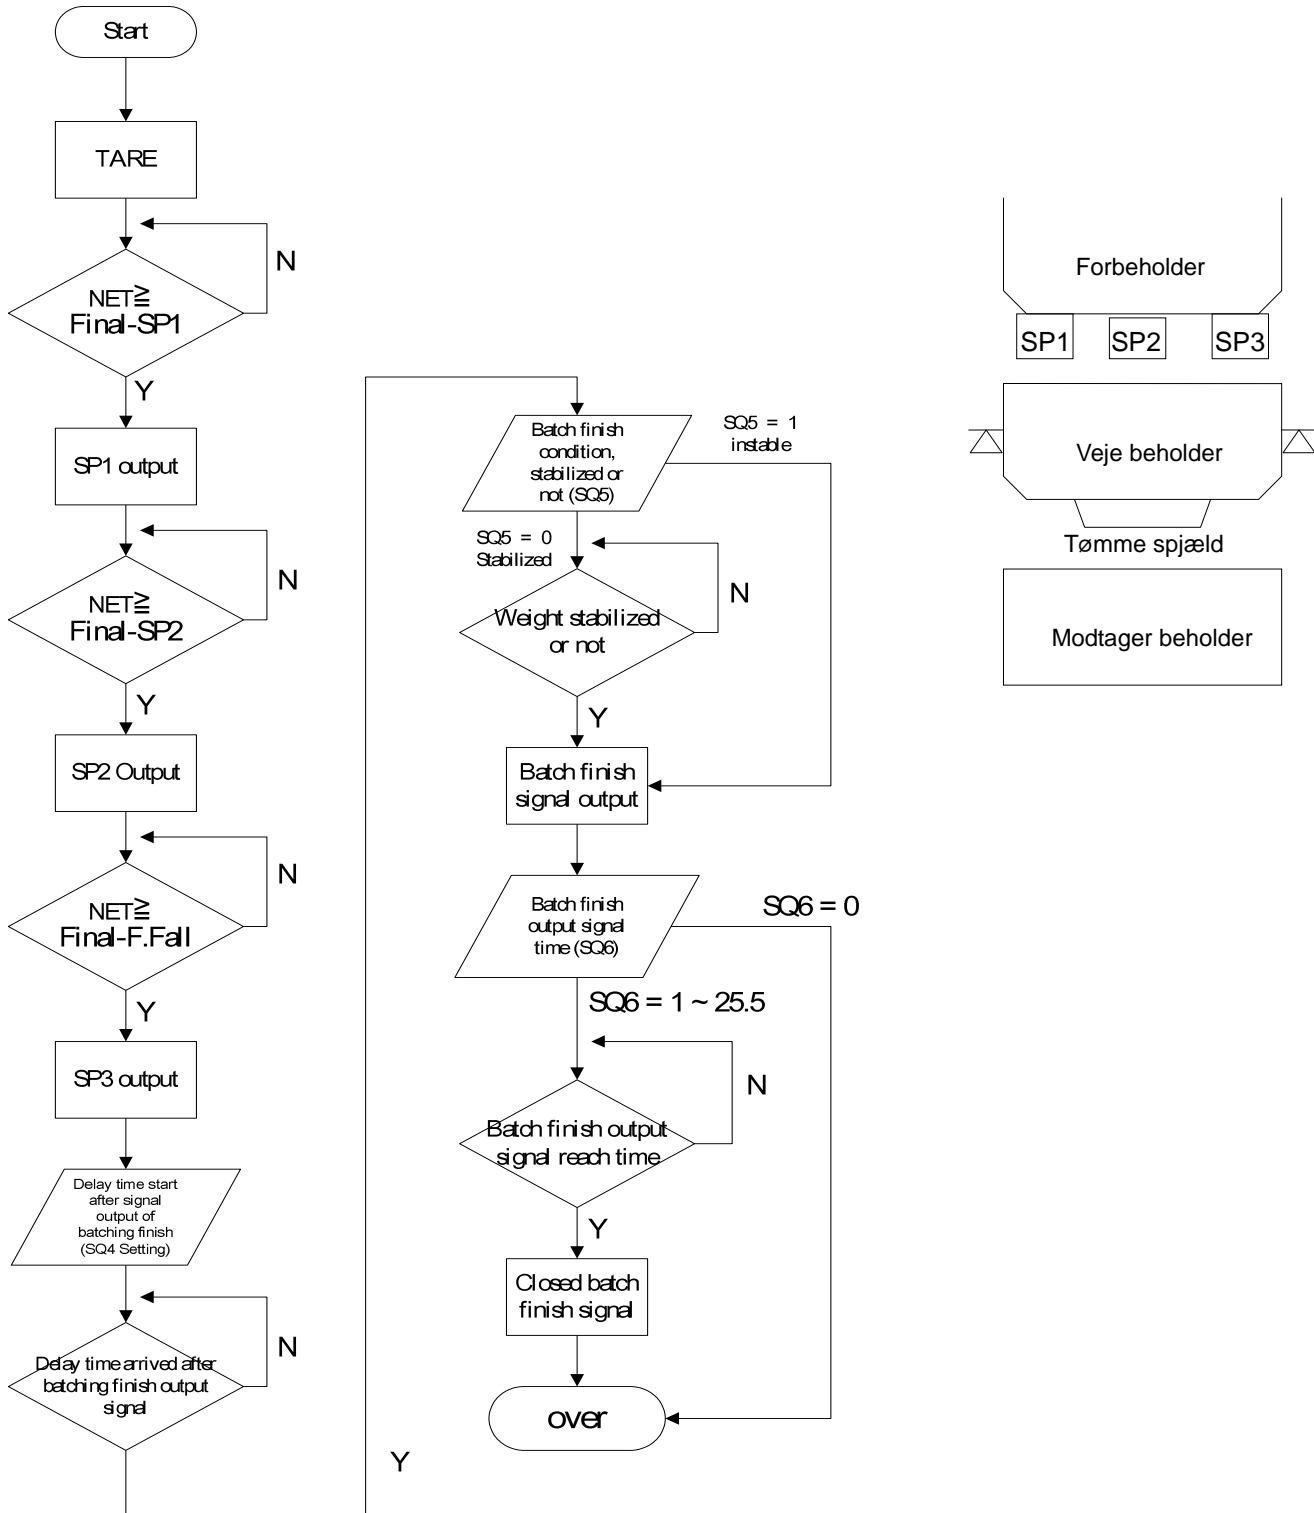 Start
TARE
NET≧
Final-SP1
N
Y
SP1 output
NET≧
Final-SP2
N
Y
SP2 Output
NET≧
Final-F.Fall
N
Y
SP3 output
Delay time start
after signal
output of
batching finish
(SQ4 Setting)
Delay time arrived after
batching finish output
signal
N
Y
Batch finish
condition,
stabilized or
not (SQ5)
SQ5 = 1
instable
SQ5 = 0
Stabilized
Weight stabilized
or not
N
Y
Batch finish
signal output
Batch finish
output signal
time (SQ6)
SQ6 = 0
SQ6 = 1 ~ 25.5
Batch finish output
signal reach time
N
Y
Closed batch
finish signal
over
Forbeholder
SP1 SP2 SP3
Veje beholder
Tømme spjæld
Modtager beholder